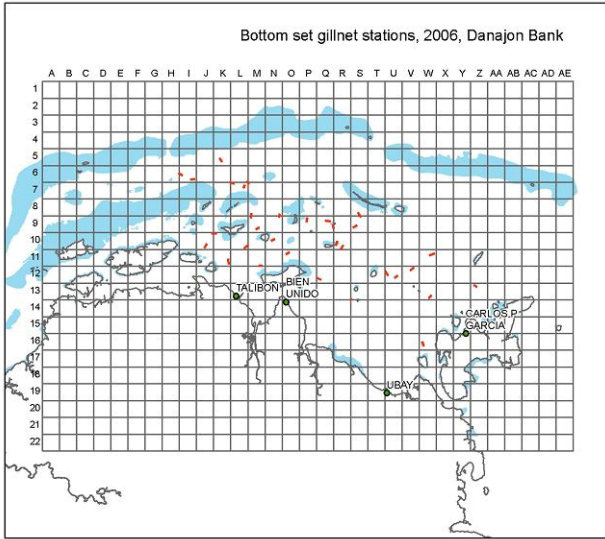 Bottom set gillnet stations, 2006, Danajon Bank
A B C D E F G H I J K L M N O P Q R S T U V W X Y Z AA AB AC AD AE
1
2
3
4
5
6
7
8
9
10
11
12
13
14
15
16
17
18
19
20
21
22
TALIBON
BIEN
UNIDO
CARLOS P.
GARCIA
UBAY